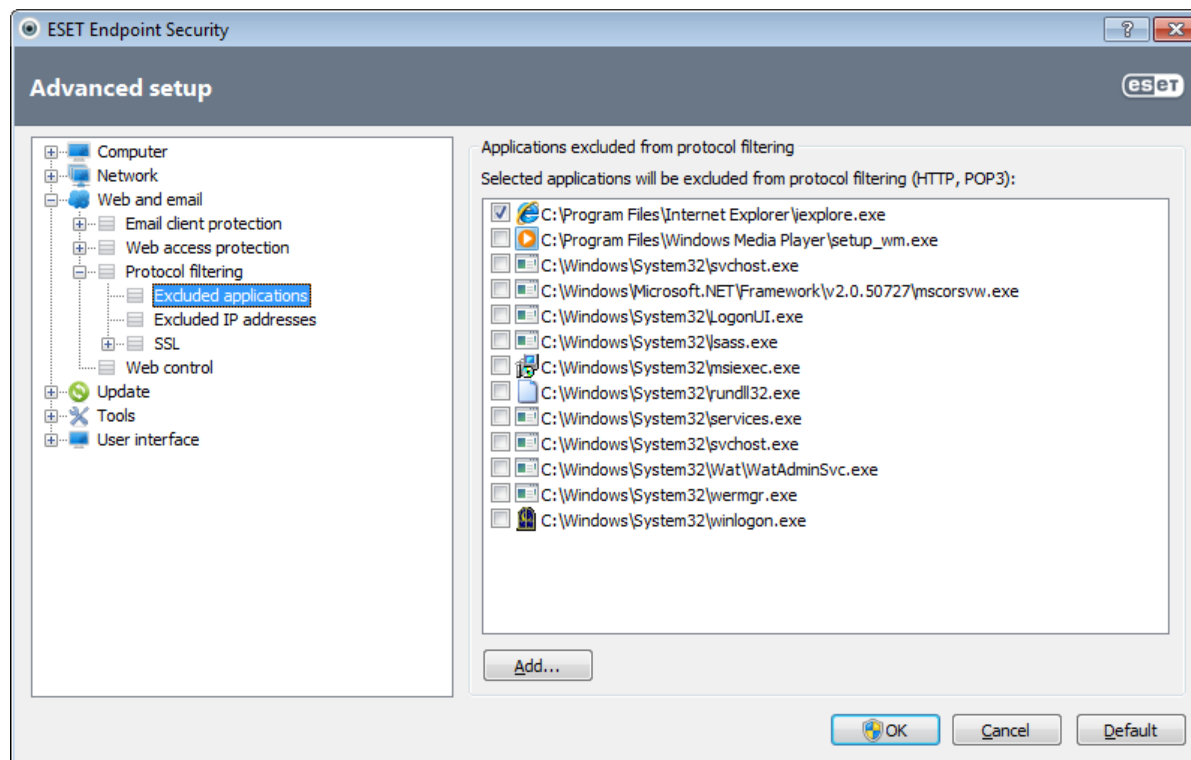 ESET Endpoint Security
Advanced setup
eset
Computer
Network
Web and email
Email client protection
Web access protection
Protocol filtering
Excluded applications
Excluded IP addresses
SSL
Web control
Update
Tools
User interface
Applications excluded from protocol filtering
Selected applications will be excluded from protocol filtering (HTTP, POP3):
C:\Program Files\Internet Explorer\iexplore.exe
C:\Program Files\Windows Media Player\setup_wm.exe
C:\Windows\System32\svchost.exe
C:\Windows\Microsoft.NET\Framework\v2.0.50727\mscorsvw.exe
C:\Windows\System32\LogonUI.exe
C:\Windows\System32\lsass.exe
C:\Windows\System32\msiexec.exe
C:\Windows\System32\rundll32.exe
C:\Windows\System32\services.exe
C:\Windows\System32\svchost.exe
C:\Windows\System32\Wat\WatAdminSvc.exe
C:\Windows\System32\wermgr.exe
C:\Windows\System32\winlogon.exe
Add...
OK
Cancel
Default